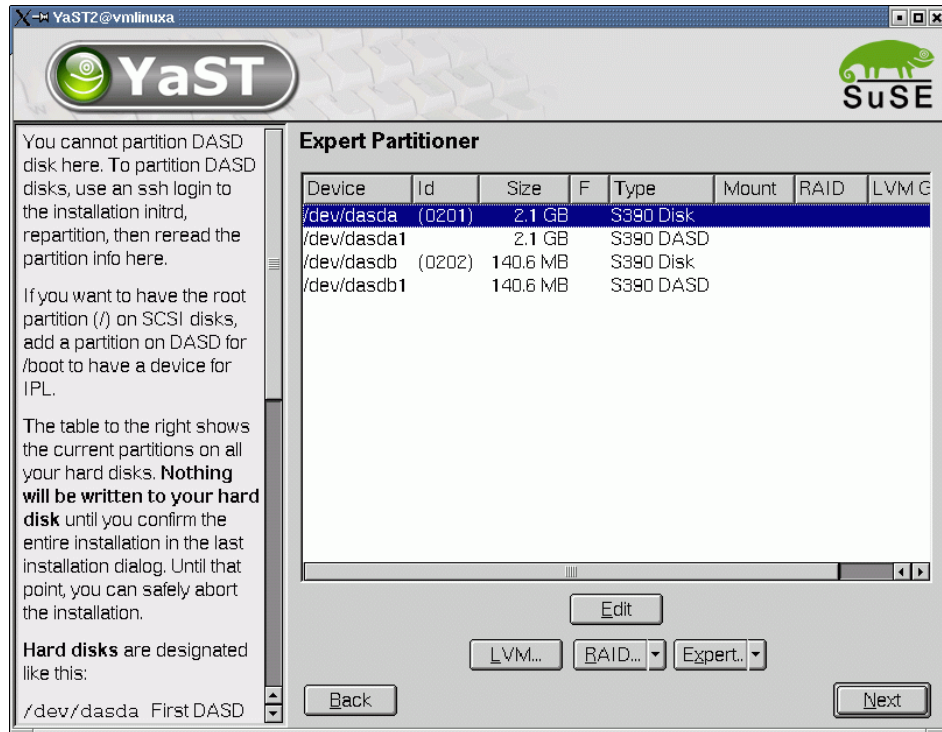 YaST2@vmlinuxa
YaST
SuSE
You cannot partition DASD
disk here. To partition DASD
disks, use an ssh login to
the installation initrd,
repartition, then reread the
partition info here.
If you want to have the root
partition (/) on SCSI disks,
add a partition on DASD for
/boot to have a device for
IPL.
The table to the right shows
the current partitions on all
your hard disks. Nothing
will be written to your hard
disk until you confirm the
entire installation in the last
installation dialog. Until that
point, you can safely abort
the installation.
Hard disks are designated
like this:
/dev/dasda First DASD
Expert Partitioner
Device Id Size F Type Mount RAID LVM G
/dev/dasda (0201) 2.1 GB S390 Disk
/dev/dasda1 2.1 GB S390 DASD
/dev/dasdb (0202) 140.6 MB S390 Disk
/dev/dasdb1 140.6 MB S390 DASD
Edit
LVM... RAID... Expert..
Back Next